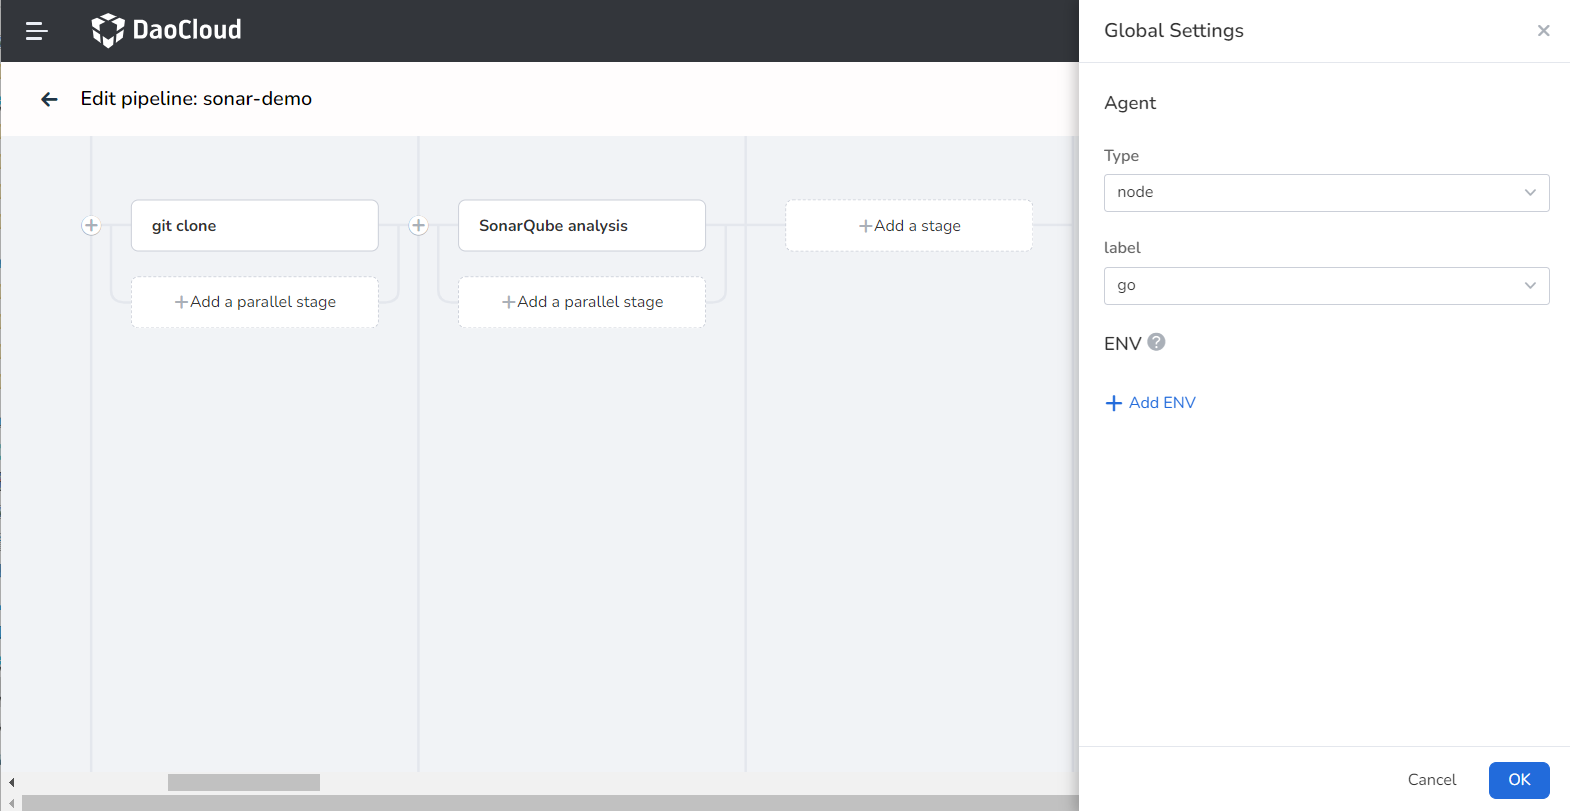 DaoCloud
Edit pipeline: sonar-demo
git clone
SonarQube analysis
+Add a stage
+Add a parallel stage
+Add a parallel stage
Global Settings
Agent
Type
node
label
go
ENV ?
+ Add ENV
Cancel
OK